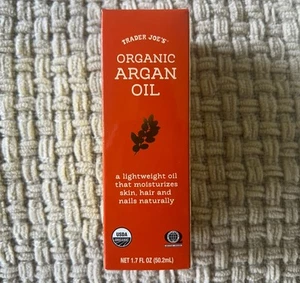 TRADER JOE'S
ORGANIC
ARGAN
OIL
a lightweight oil
that moisturizes
skin, hair and
nails naturally
USDA
ORGANIC
NET 1.7 FL OZ (50.2mL)